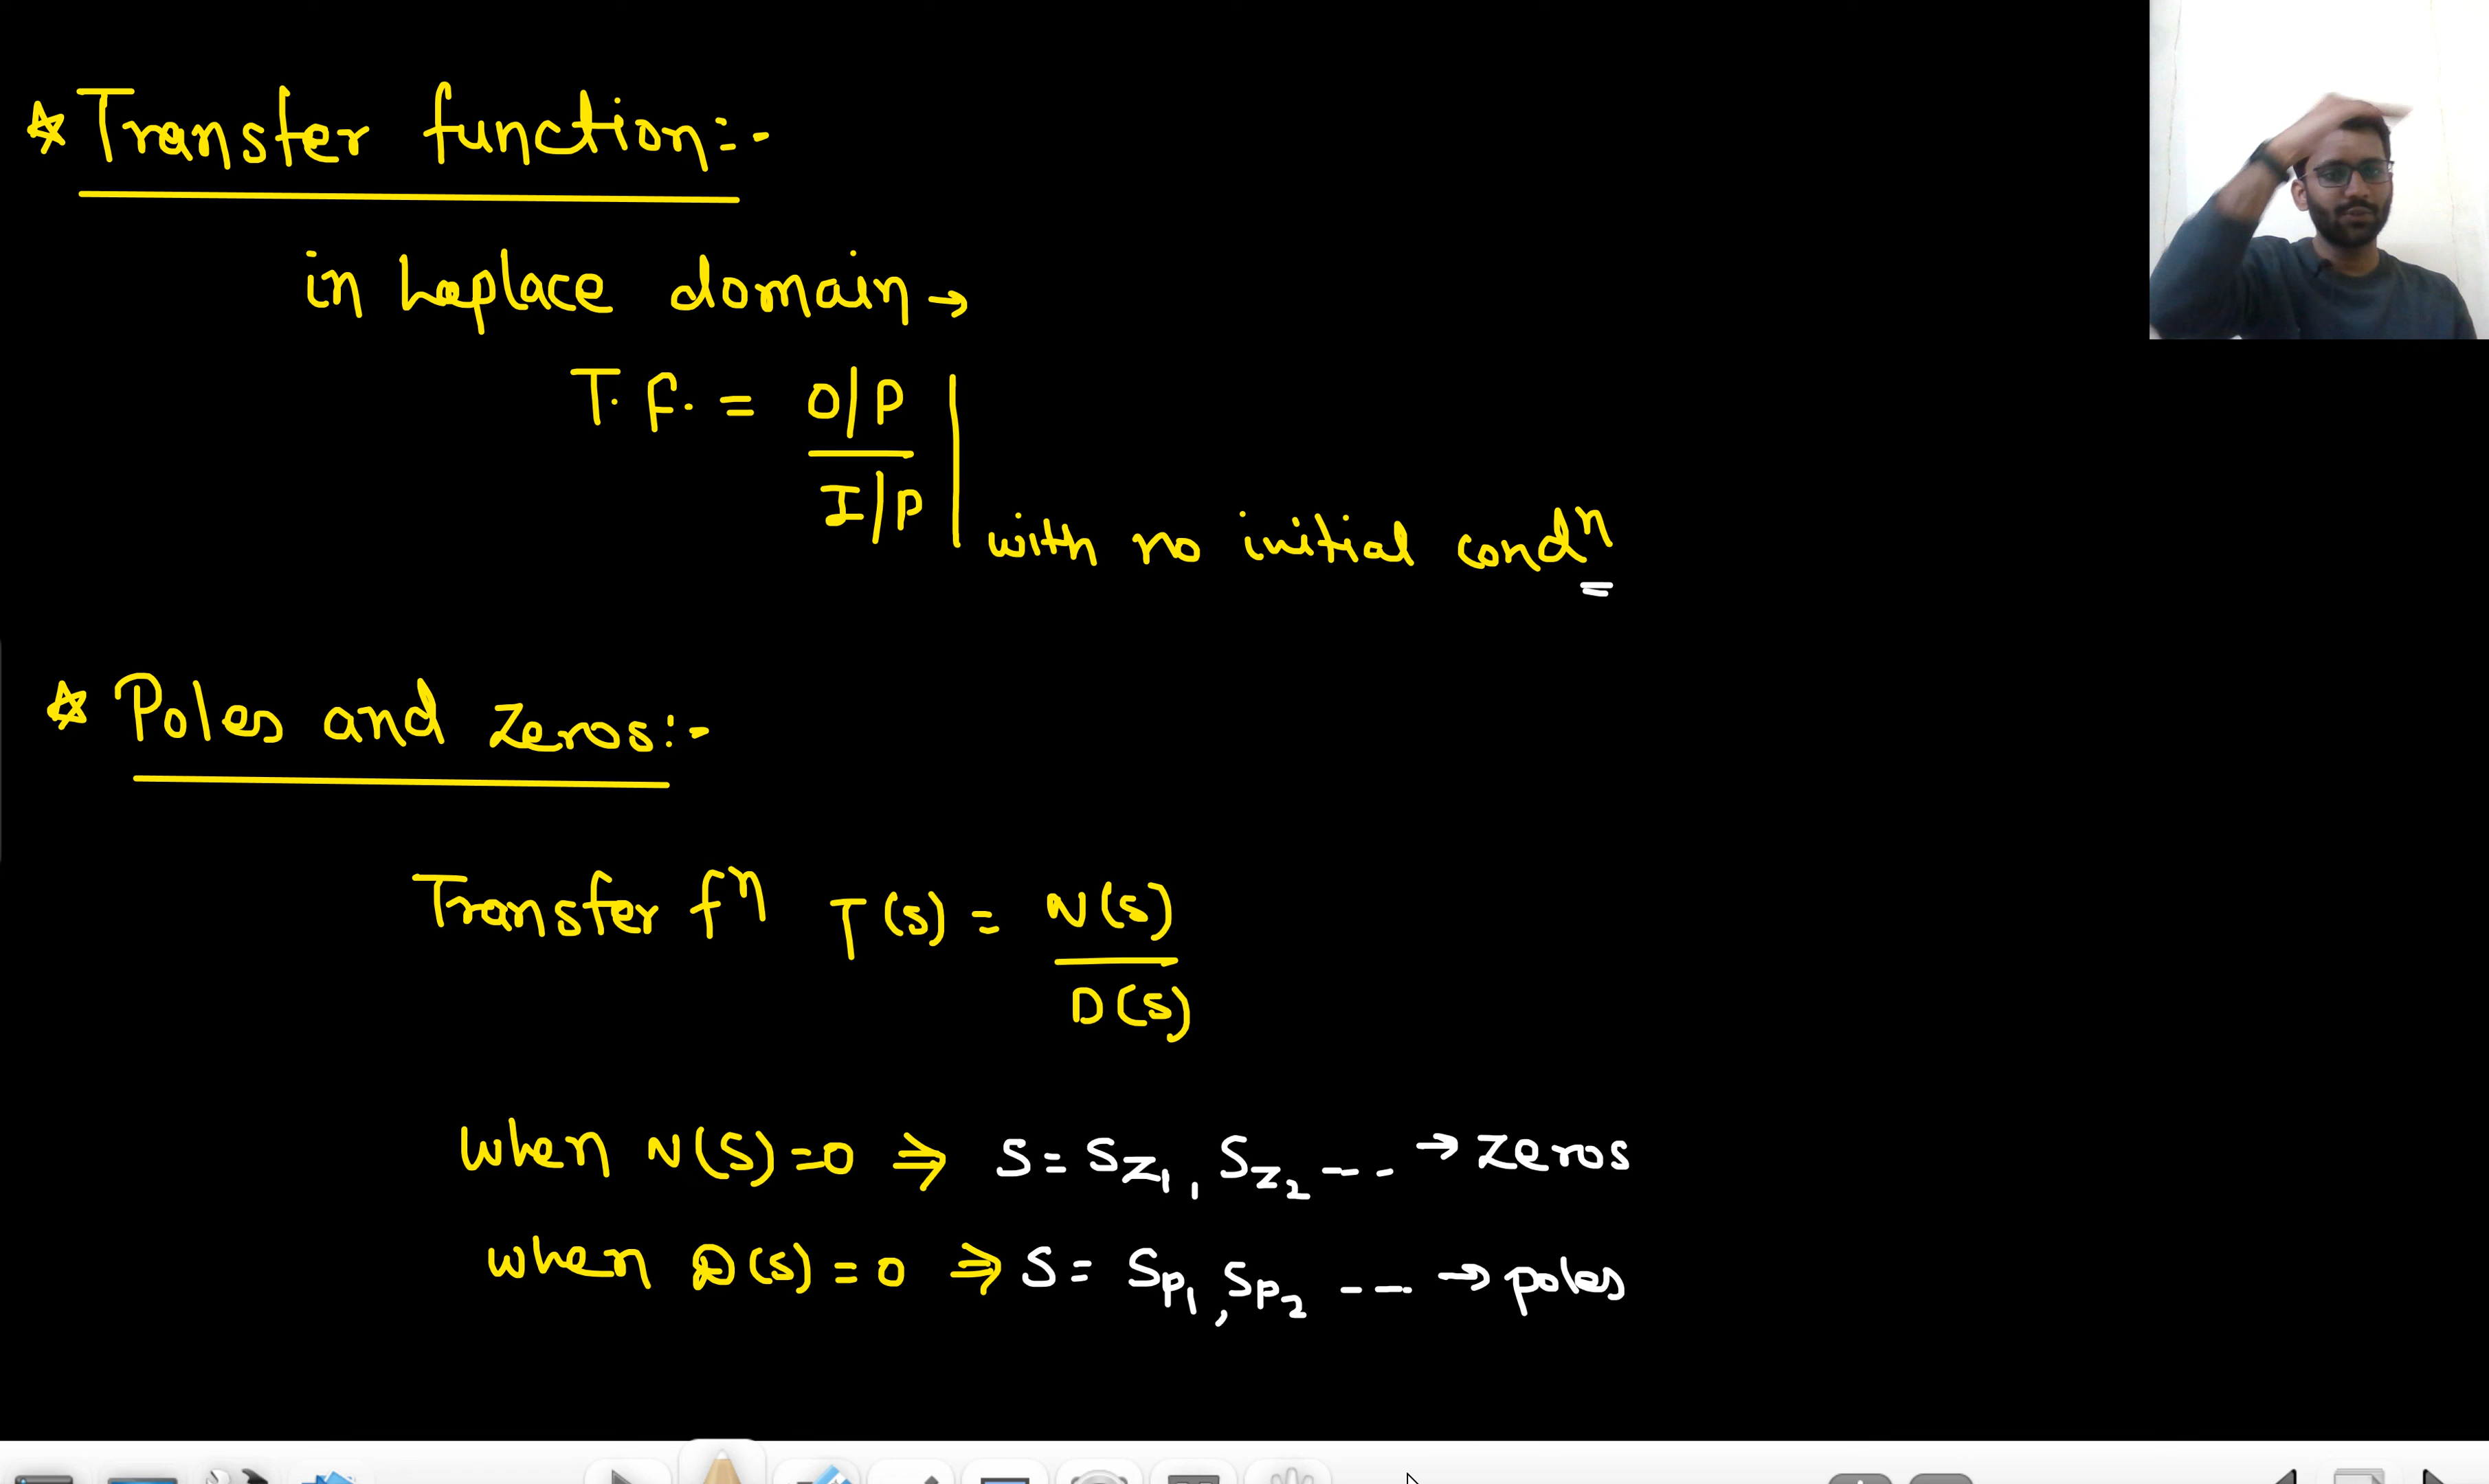 ☆ Transfer function:-
in Laplace domain →
T.F. = O/P
I/P
with no initial condⁿ
☆ Poles and zeros:-
Transfer fⁿ T(s) = N(s)
D(s)
when N(s)=0 ⇒ S = Sz₁, Sz₂ --- → zeros
when D(s)=0 ⇒ S = Sp₁, Sp₂ --- → poles